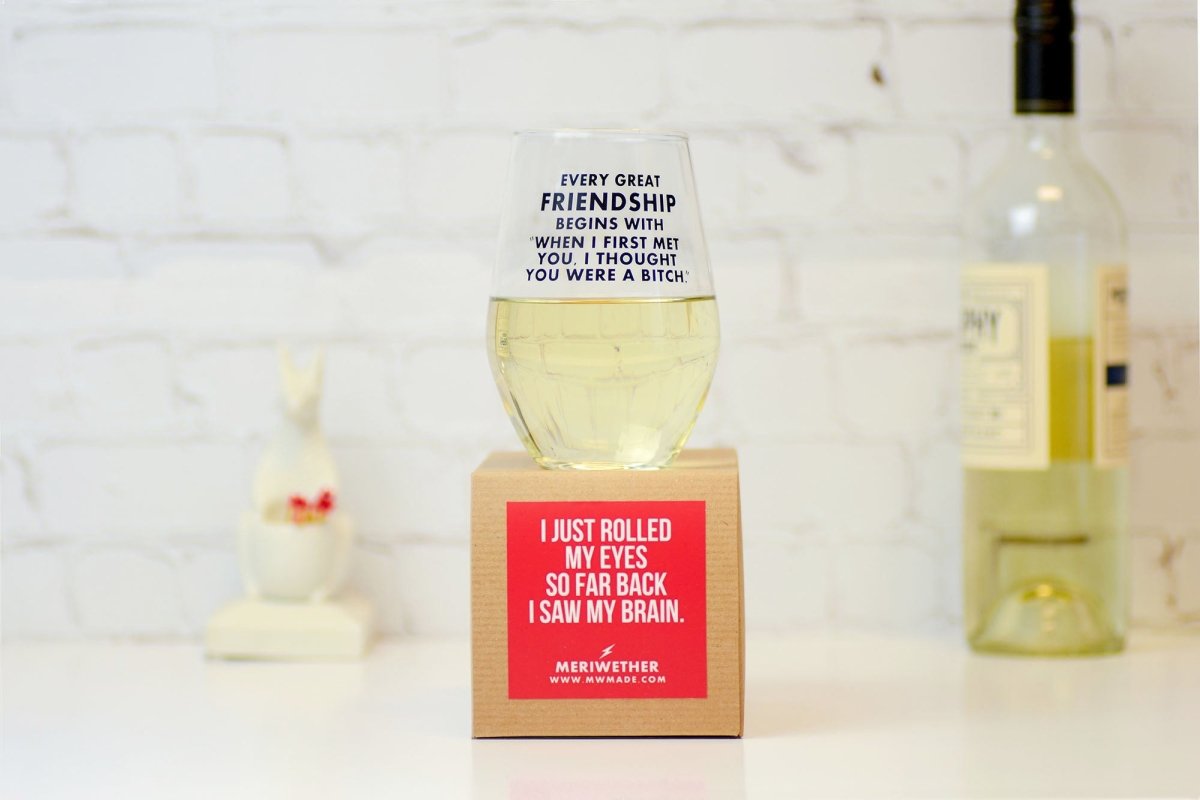 EVERY GREAT
FRIENDSHIP
BEGINS WITH
"WHEN I FIRST MET
YOU, I THOUGHT
YOU WERE A BITCH."
I JUST ROLLED
MY EYES
SO FAR BACK
I SAW MY BRAIN.
MERIWETHER
WWW.MWMADE.COM